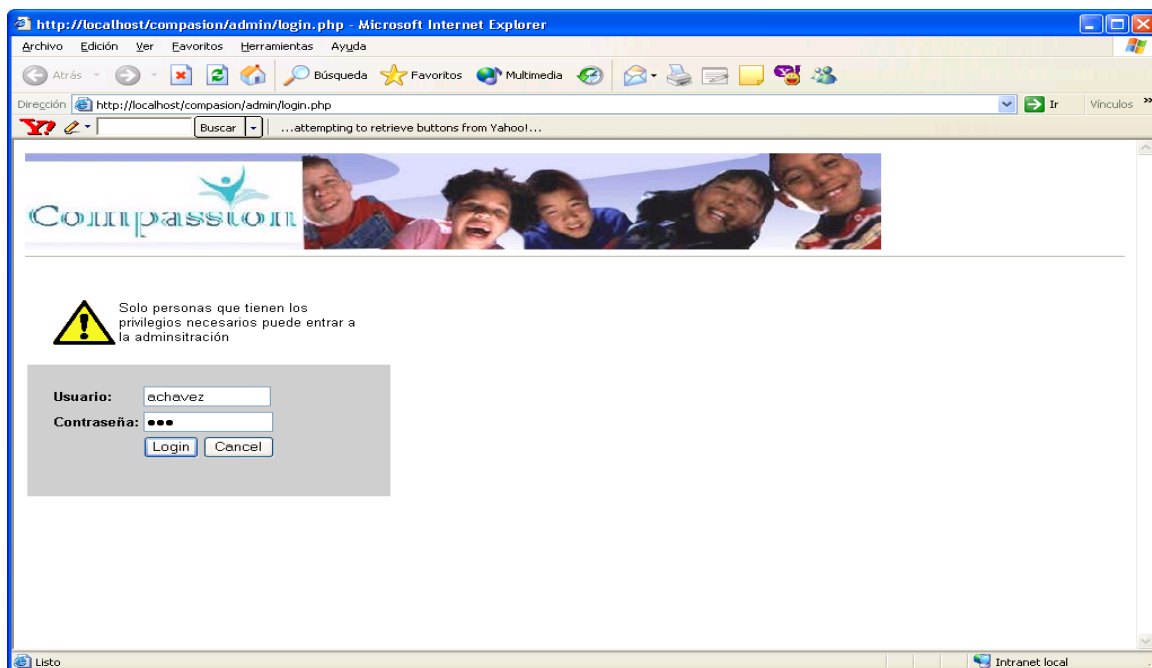 http://localhost/compasion/admin/login.php - Microsoft Internet Explorer
Archivo Edición Ver Favoritos Herramientas Ayuda
Atrás Búsqueda Favoritos Multimedia
Dirección http://localhost/compasion/admin/login.php Ir Vínculos »
Y! Buscar ...attempting to retrieve buttons from Yahoo!...
Compassion
Solo personas que tienen los
privilegios necesarios puede entrar a
la adminsitración
Usuario: achavez
Contraseña: •••
Login Cancel
Listo Intranet local